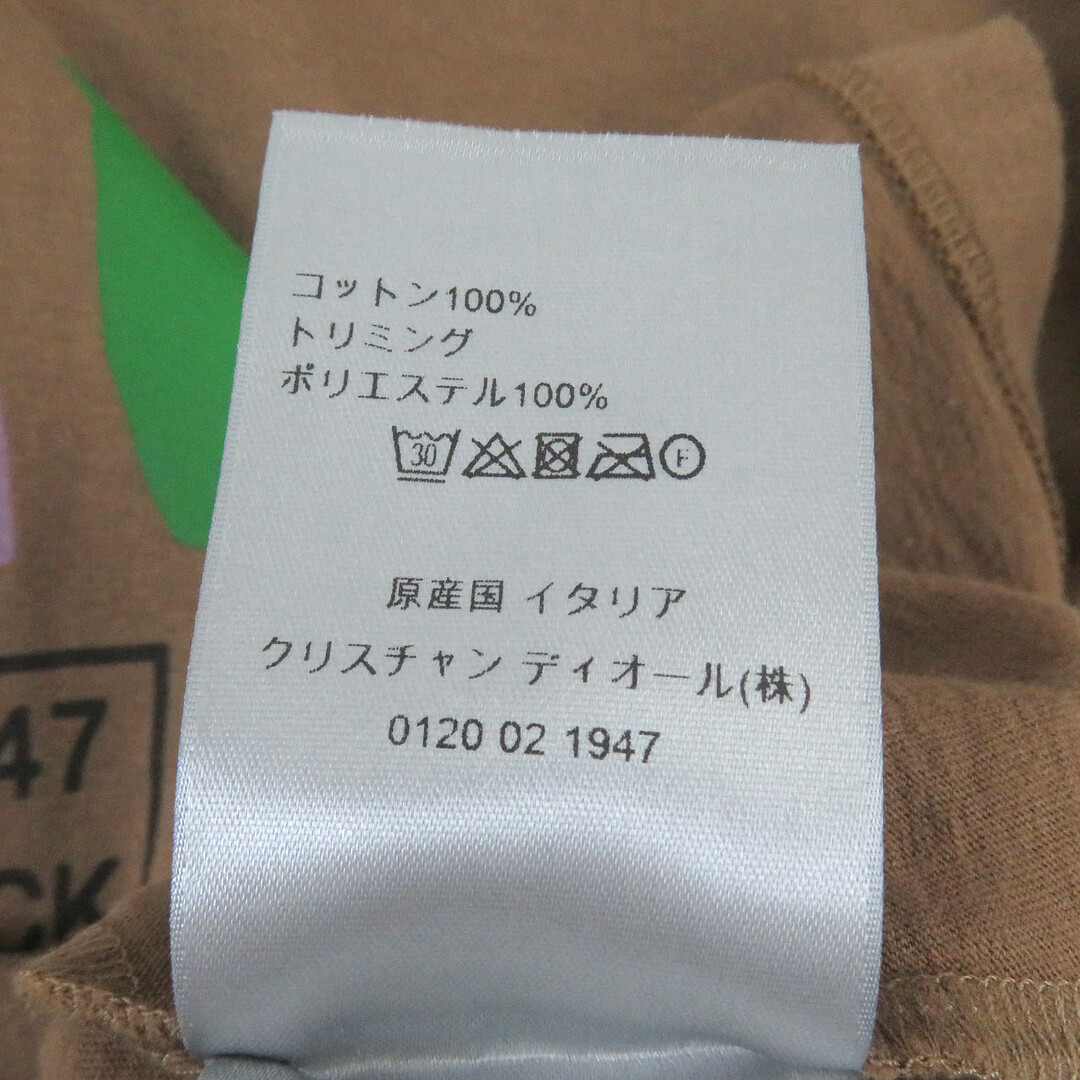 コットン100%
トリミング
ポリエステル100%
30 F
原産国 イタリア
クリスチャン ディオール(株)
0120 02 1947
47
CK